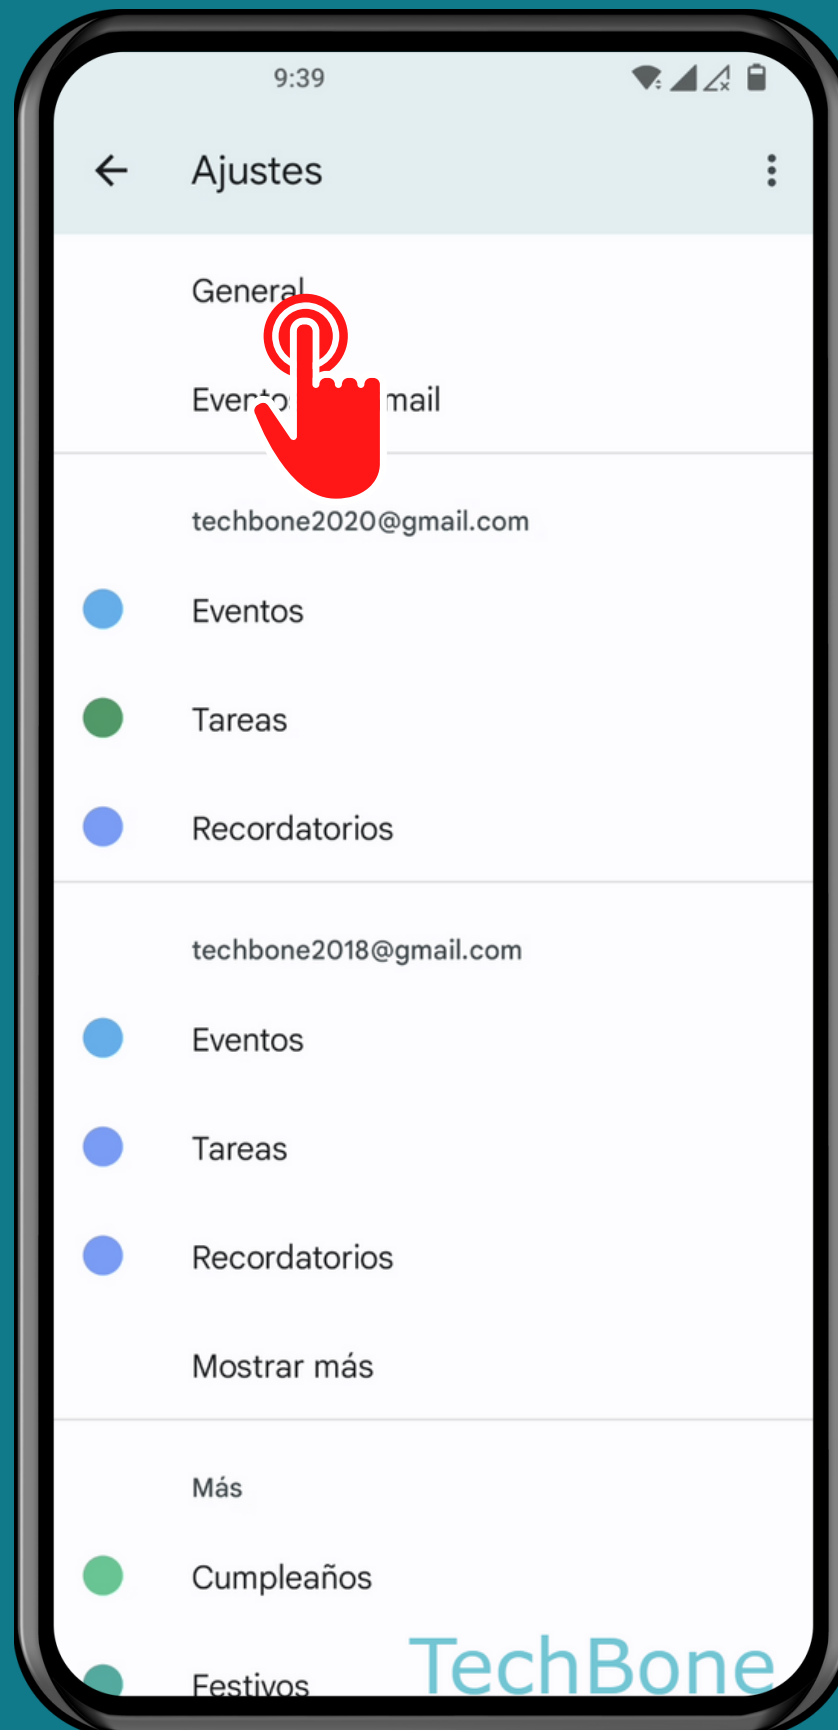 9:39
Ajustes
General
mail
techbone2020@gmail.com
Eventos
Tareas
Recordatorios
techbone2018@gmail.com
Eventos
Tareas
Recordatorios
Mostrar más
Más
Cumpleaños
Festivos
TechBone